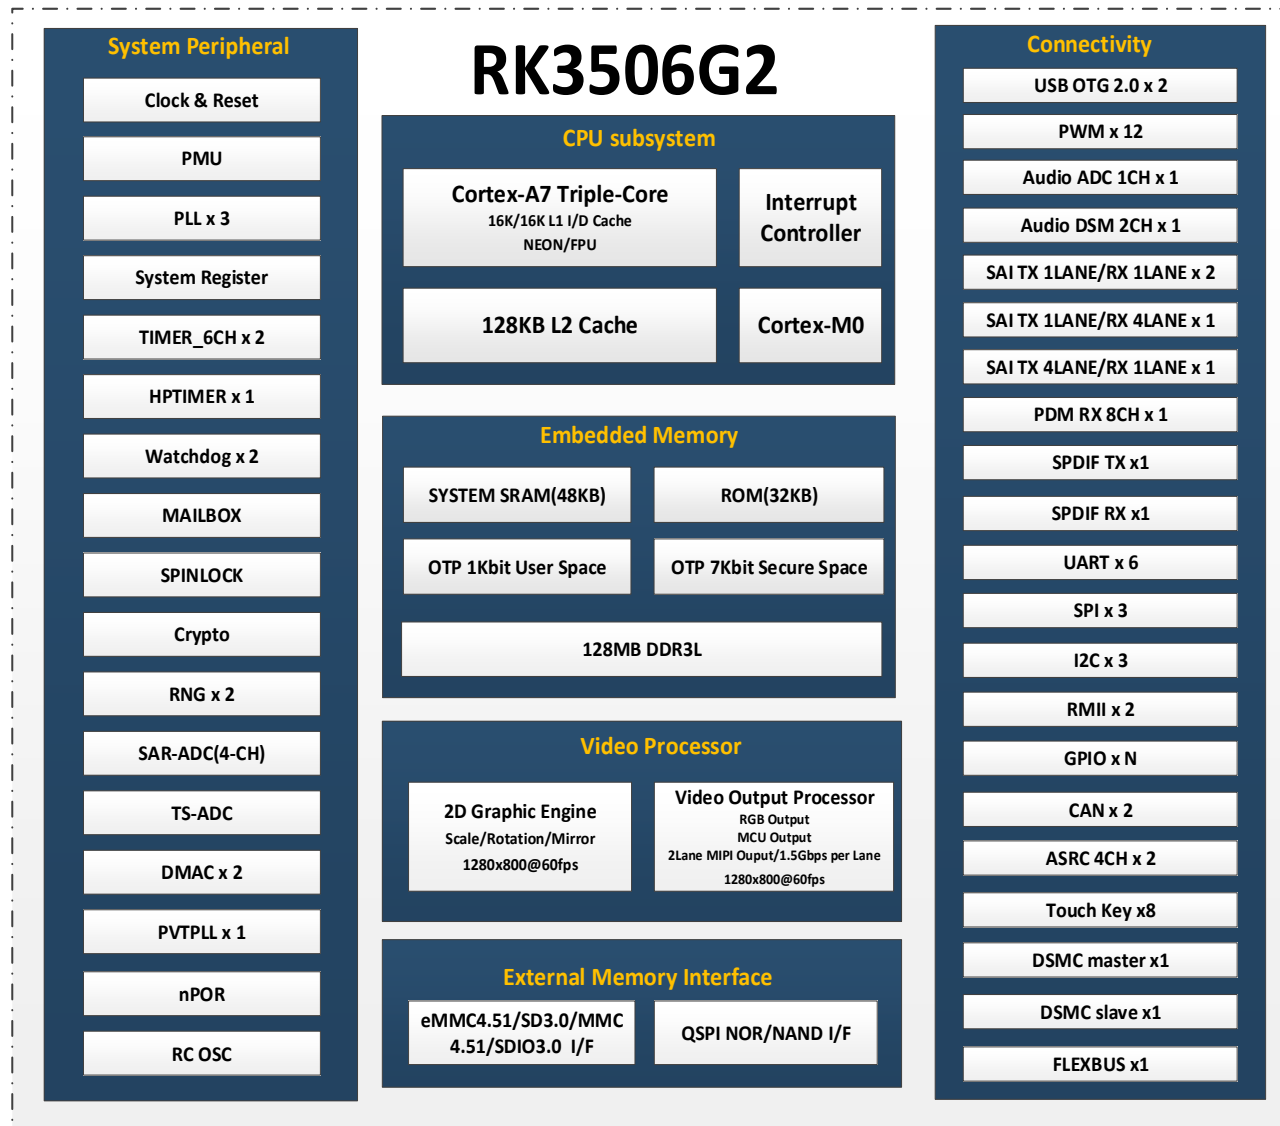 System Peripheral
Clock & Reset
PMU
PLL x 3
System Register
TIMER_6CH x 2
HPTIMER x 1
Watchdog x 2
MAILBOX
SPINLOCK
Crypto
RNG x 2
SAR-ADC(4-CH)
TS-ADC
DMAC x 2
PVTPLL x 1
nPOR
RC OSC
RK3506G2
CPU subsystem
Cortex-A7 Triple-Core
16K/16K L1 I/D Cache
NEON/FPU
Interrupt
Controller
128KB L2 Cache
Cortex-M0
Embedded Memory
SYSTEM SRAM(48KB)
ROM(32KB)
OTP 1Kbit User Space
OTP 7Kbit Secure Space
128MB DDR3L
Video Processor
2D Graphic Engine
Scale/Rotation/Mirror
1280x800@60fps
Video Output Processor
RGB Output
MCU Output
2Lane MIPI Ouput/1.5Gbps per Lane
1280x800@60fps
External Memory Interface
eMMC4.51/SD3.0/MMC
4.51/SDIO3.0 I/F
QSPI NOR/NAND I/F
Connectivity
USB OTG 2.0 x 2
PWM x 12
Audio ADC 1CH x 1
Audio DSM 2CH x 1
SAI TX 1LANE/RX 1LANE x 2
SAI TX 1LANE/RX 4LANE x 1
SAI TX 4LANE/RX 1LANE x 1
PDM RX 8CH x 1
SPDIF TX x1
SPDIF RX x1
UART x 6
SPI x 3
I2C x 3
RMII x 2
GPIO x N
CAN x 2
ASRC 4CH x 2
Touch Key x8
DSMC master x1
DSMC slave x1
FLEXBUS x1